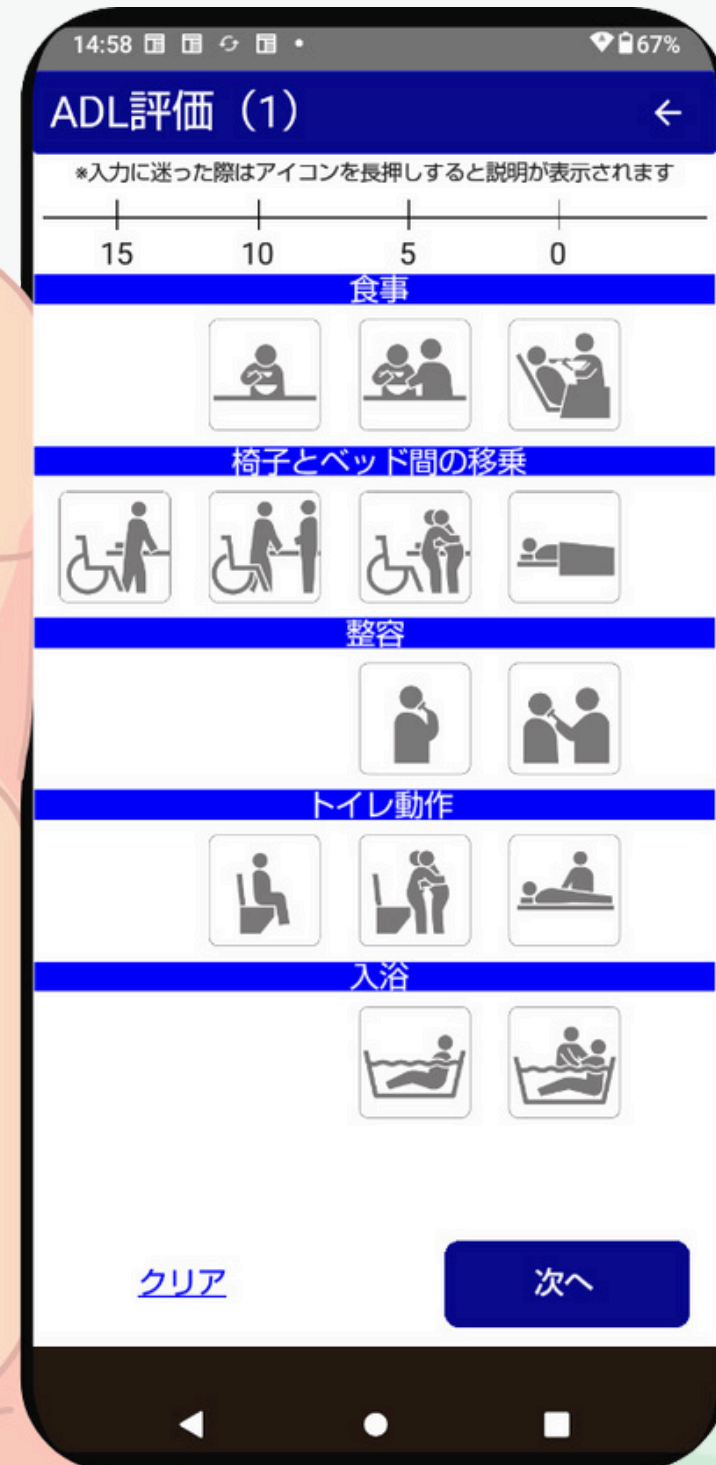 14:58
67%
ADL評価（1）
※入力に迷った際はアイコンを長押しすると説明が表示されます
15 10 5 0
食事
椅子とベッド間の移乗
整容
トイレ動作
入浴
クリア 次へ